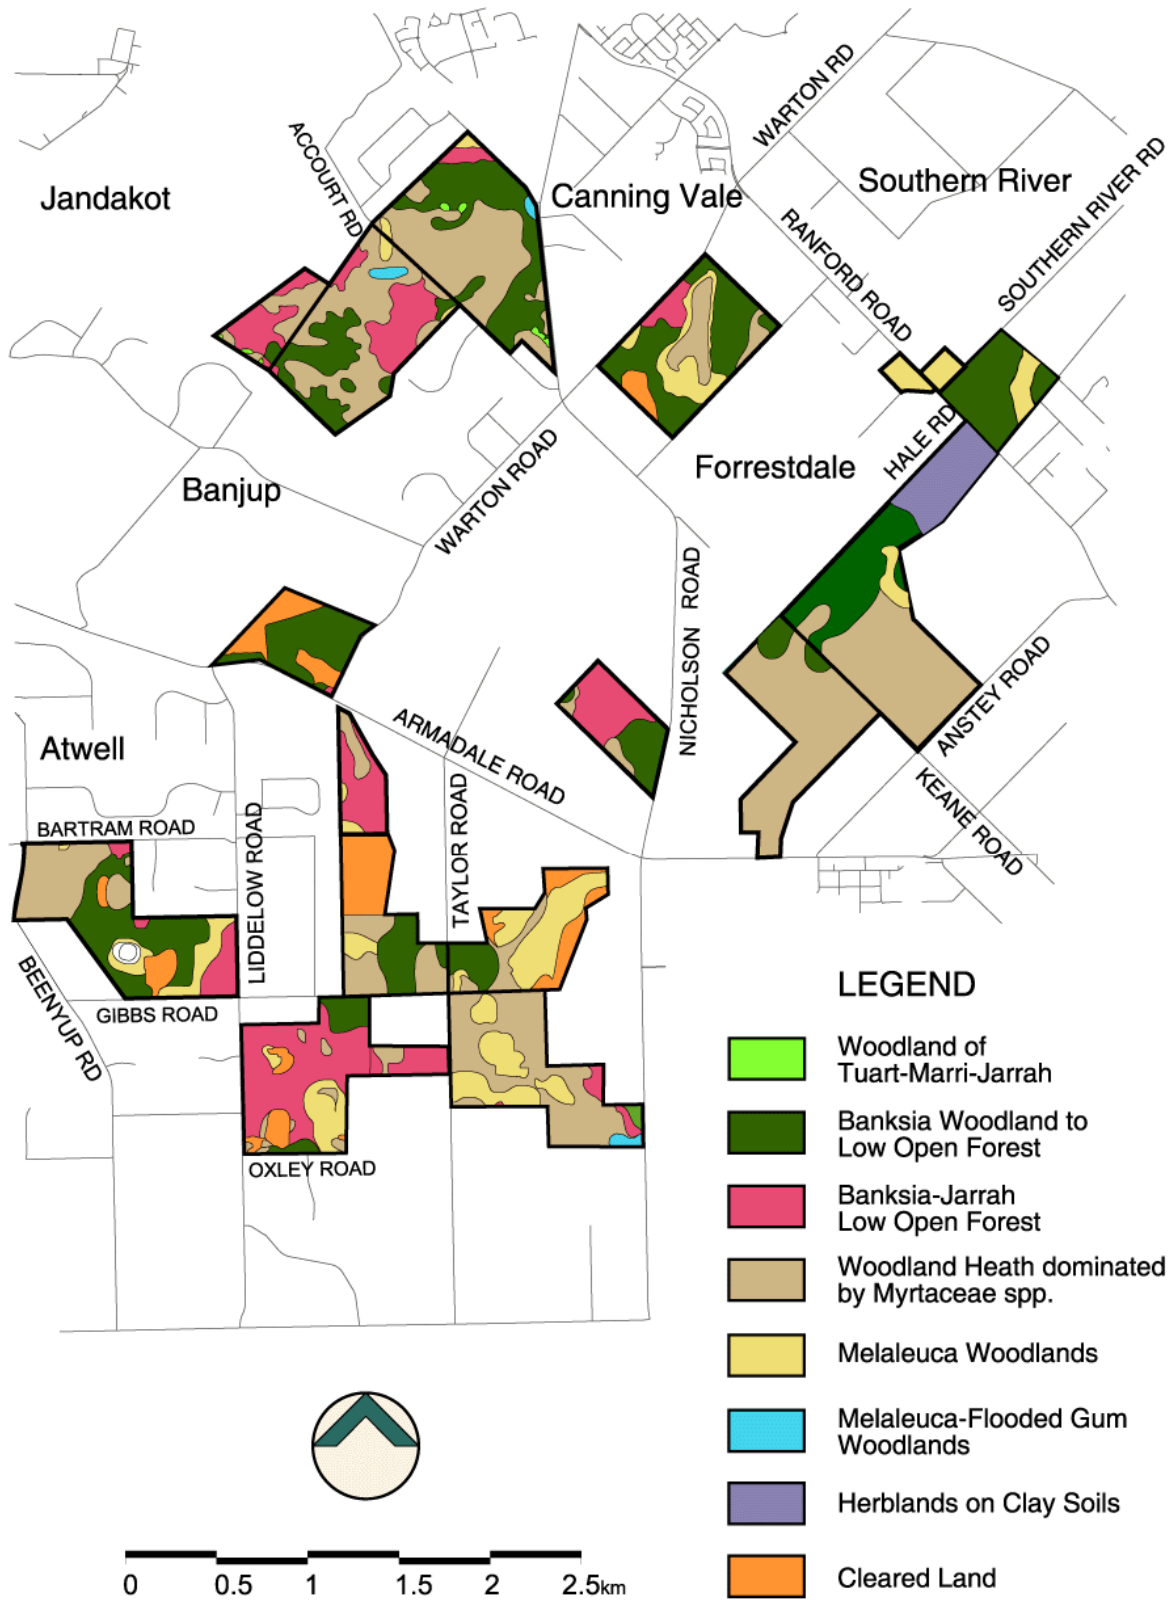 WARTON RD
ACCOURT RD
Jandakot
Canning Vale
Southern River
SOUTHERN RIVER RD
RANFORD ROAD
HALE RD
Forrestdale
Banjup
WARTON ROAD
NICHOLSON ROAD
ANSTEY ROAD
KEANE ROAD
ARMADALE ROAD
Atwell
TAYLOR ROAD
BARTRAM ROAD
LIDDELOW ROAD
BEENYUP RD
GIBBS ROAD
OXLEY ROAD
LEGEND
Woodland of
Tuart-Marri-Jarrah
Banksia Woodland to
Low Open Forest
Banksia-Jarrah
Low Open Forest
Woodland Heath dominated
by Myrtaceae spp.
Melaleuca Woodlands
Melaleuca-Flooded Gum
Woodlands
Herblands on Clay Soils
Cleared Land
0 0.5 1 1.5 2 2.5km